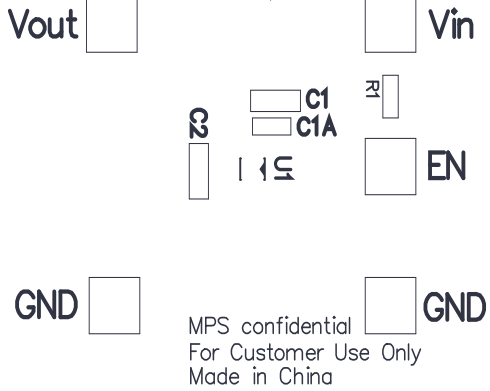 Vout
Vin
R1
C1
C2
C1A
U1
EN
GND
GND
MPS confidential
For Customer Use Only
Made in China